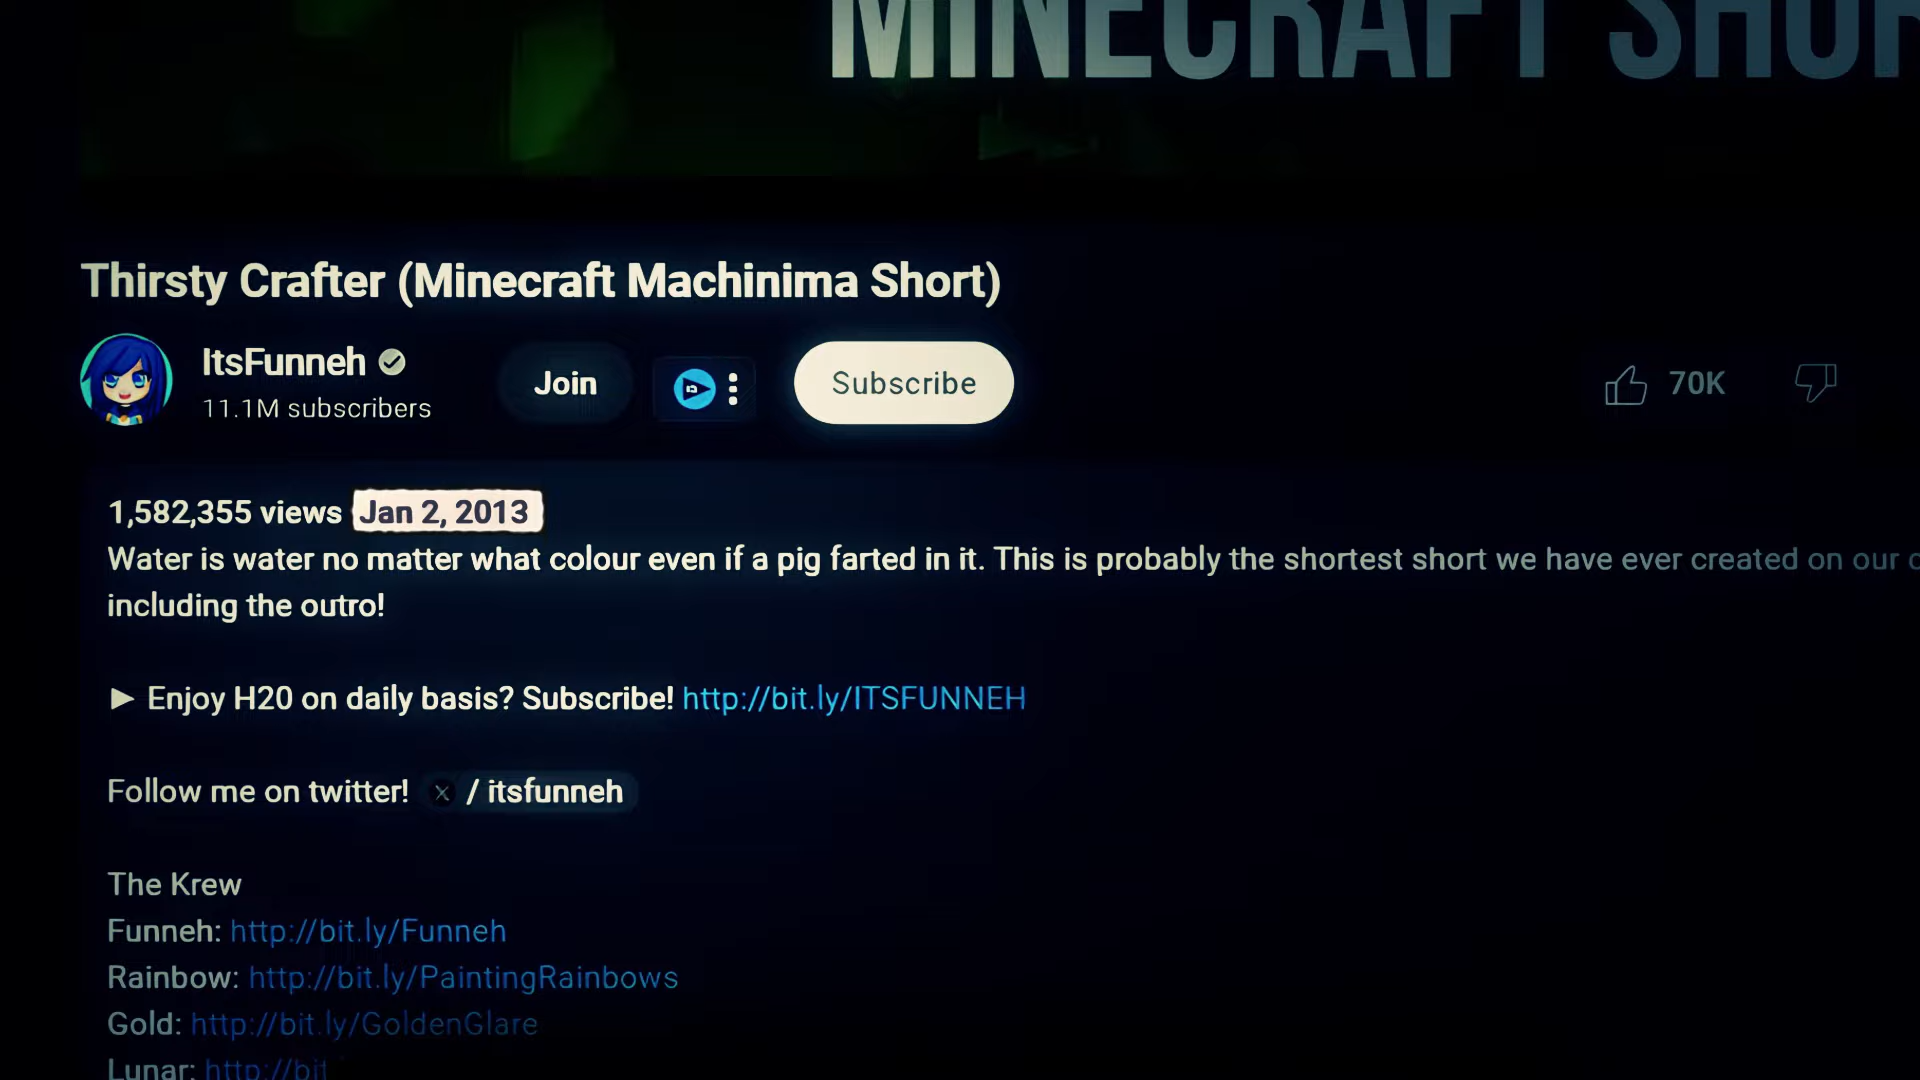 MINECRAFT SHOR
Thirsty Crafter (Minecraft Machinima Short)
ItsFunneh
11.1M subscribers
Join
Subscribe
70K
1,582,355 views Jan 2, 2013
Water is water no matter what colour even if a pig farted in it. This is probably the shortest short we have ever created on our
including the outro!
► Enjoy H20 on daily basis? Subscribe! http://bit.ly/ITSFUNNEH
Follow me on twitter! X / itsfunneh
The Krew
Funneh: http://bit.ly/Funneh
Rainbow: http://bit.ly/PaintingRainbows
Gold: http://bit.ly/GoldenGlare
Lunar: http://bit